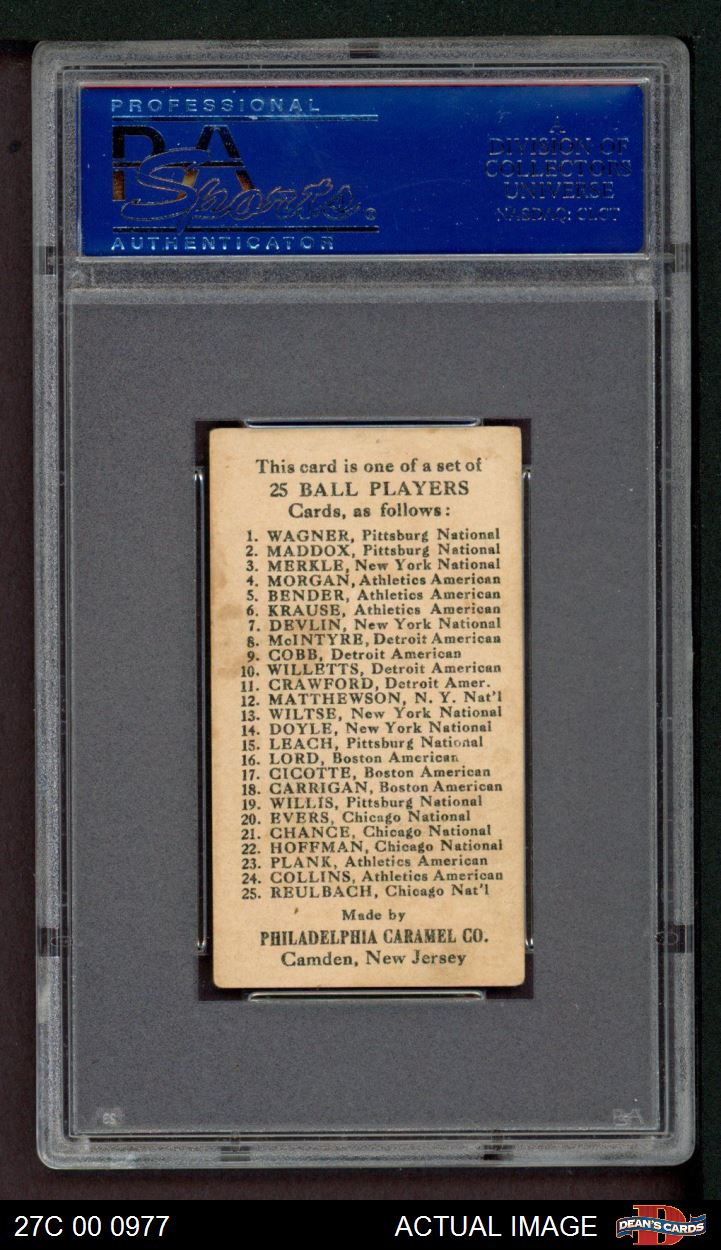 PROFESSIONAL
PSA
Sports
AUTHENTICATOR
A
DIVISION OF
COLLECTORS
UNIVERSE
NASDAQ: CLCT
This card is one of a set of
25 BALL PLAYERS
Cards, as follows:
1. WAGNER, Pittsburg National
2. MADDOX, Pittsburg National
3. MERKLE, New York National
4. MORGAN, Athletics American
5. BENDER, Athletics American
6. KRAUSE, Athletics American
7. DEVLIN, New York National
8. McINTYRE, Detroit American
9. COBB, Detroit American
10. WILLETTS, Detroit American
11. CRAWFORD, Detroit Amer.
12. MATTHEWSON, N. Y. Nat'l
13. WILTSE, New York National
14. DOYLE, New York National
15. LEACH, Pittsburg National
16. LORD, Boston American
17. CICOTTE, Boston American
18. CARRIGAN, Boston American
19. WILLIS, Pittsburg National
20. EVERS, Chicago National
21. CHANCE, Chicago National
22. HOFFMAN, Chicago National
23. PLANK, Athletics American
24. COLLINS, Athletics American
25. REULBACH, Chicago Nat'l
Made by
PHILADELPHIA CARAMEL CO.
Camden, New Jersey
27C 00 0977
ACTUAL IMAGE
DEAN'S CARDS